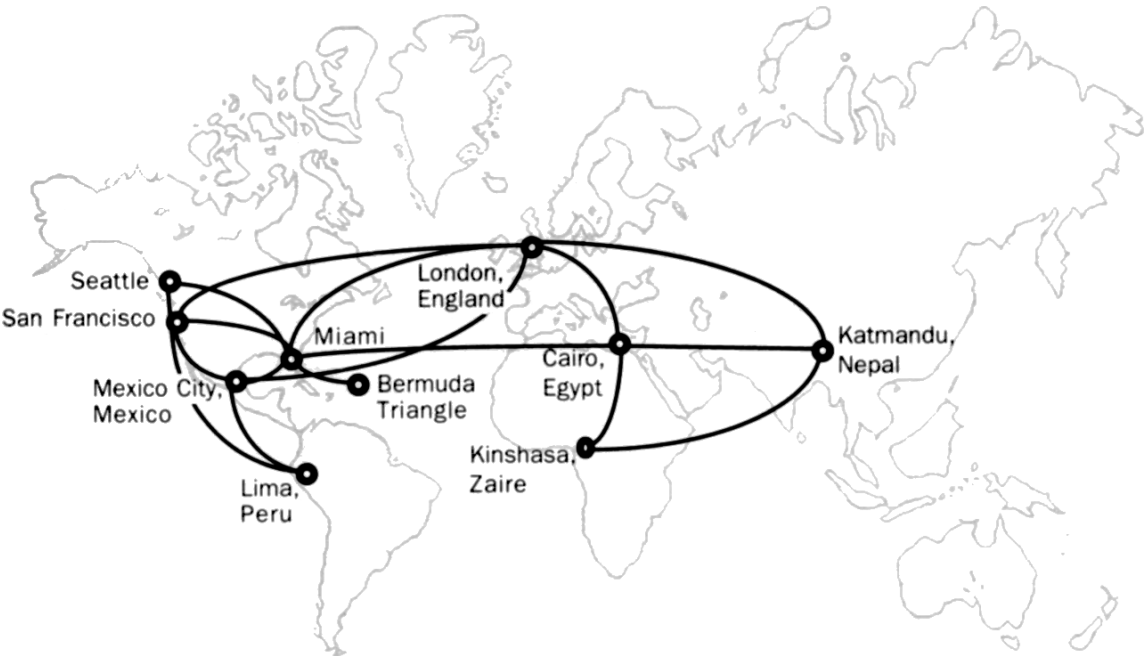 Seattle
San Francisco
London,
England
Miami
Mexico City,
Mexico
Bermuda
Triangle
Cairo,
Egypt
Katmandu,
Nepal
Kinshasa,
Zaire
Lima,
Peru